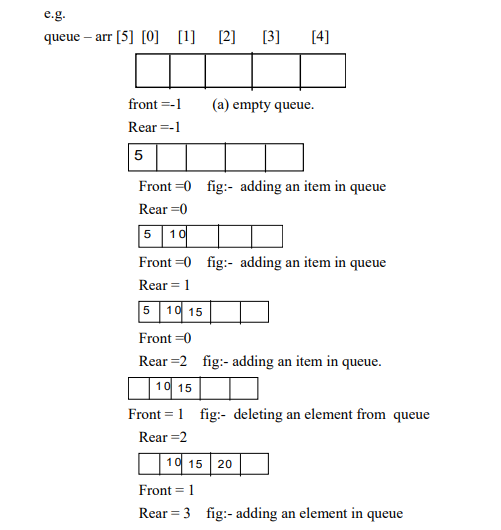 e.g.
queue – arr [5] [0] [1] [2] [3] [4]
front =-1 (a) empty queue.
Rear =-1
5
Front =0 fig:- adding an item in queue
Rear =0
5 10
Front =0 fig:- adding an item in queue
Rear = 1
5 10 15
Front =0
Rear =2 fig:- adding an item in queue.
10 15
Front = 1 fig:- deleting an element from queue
Rear =2
10 15 20
Front = 1
Rear = 3 fig:- adding an element in queue